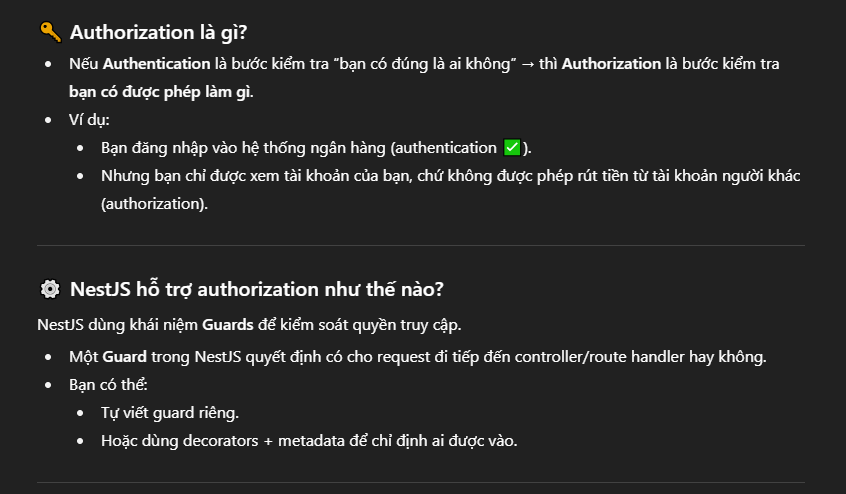 🔑 Authorization là gì?
• Nếu Authentication là bước kiểm tra “bạn có đúng là ai không” → thì Authorization là bước kiểm tra
bạn có được phép làm gì.
• Ví dụ:
• Bạn đăng nhập vào hệ thống ngân hàng (authentication ✅).
• Nhưng bạn chỉ được xem tài khoản của bạn, chứ không được phép rút tiền từ tài khoản người khác
(authorization).
⚙️ NestJS hỗ trợ authorization như thế nào?
NestJS dùng khái niệm Guards để kiểm soát quyền truy cập.
• Một Guard trong NestJS quyết định có cho request đi tiếp đến controller/route handler hay không.
• Bạn có thể:
• Tự viết guard riêng.
• Hoặc dùng decorators + metadata để chỉ định ai được vào.